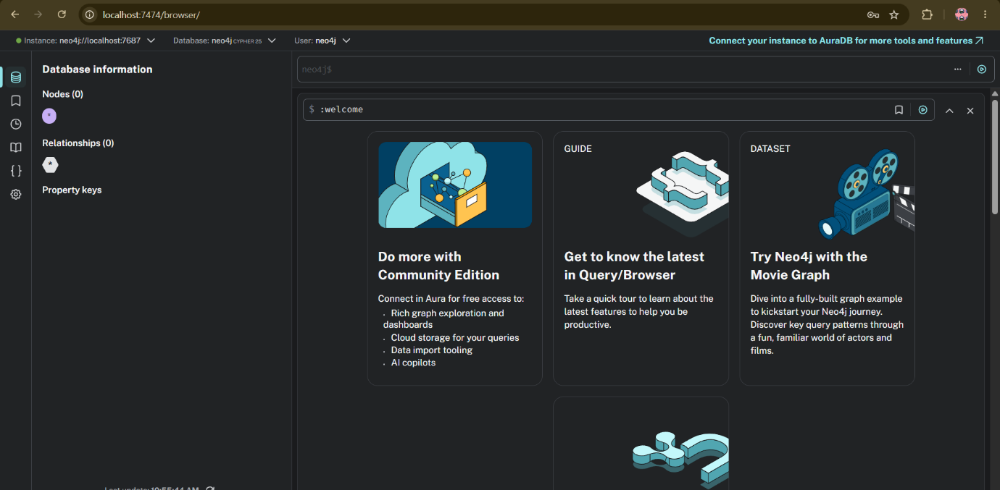 localhost:7474/browser/
Instance: neo4j://localhost:7687
Database: neo4j CYPHER 25
User: neo4j
Connect your instance to AuraDB for more tools and features
Database information
Nodes (0)
*
Relationships (0)
*
Property keys
Last update: 10:55:44 AM
neo4j$
$ :welcome
Do more with
Community Edition
Connect in Aura for free access to:
· Rich graph exploration and
dashboards
· Cloud storage for your queries
· Data import tooling
· AI copilots
GUIDE
Get to know the latest
in Query/Browser
Take a quick tour to learn about the
latest features to help you be
productive.
DATASET
Try Neo4j with the
Movie Graph
Dive into a fully-built graph example
to kickstart your Neo4j journey.
Discover key query patterns through
a fun, familiar world of actors and
films.